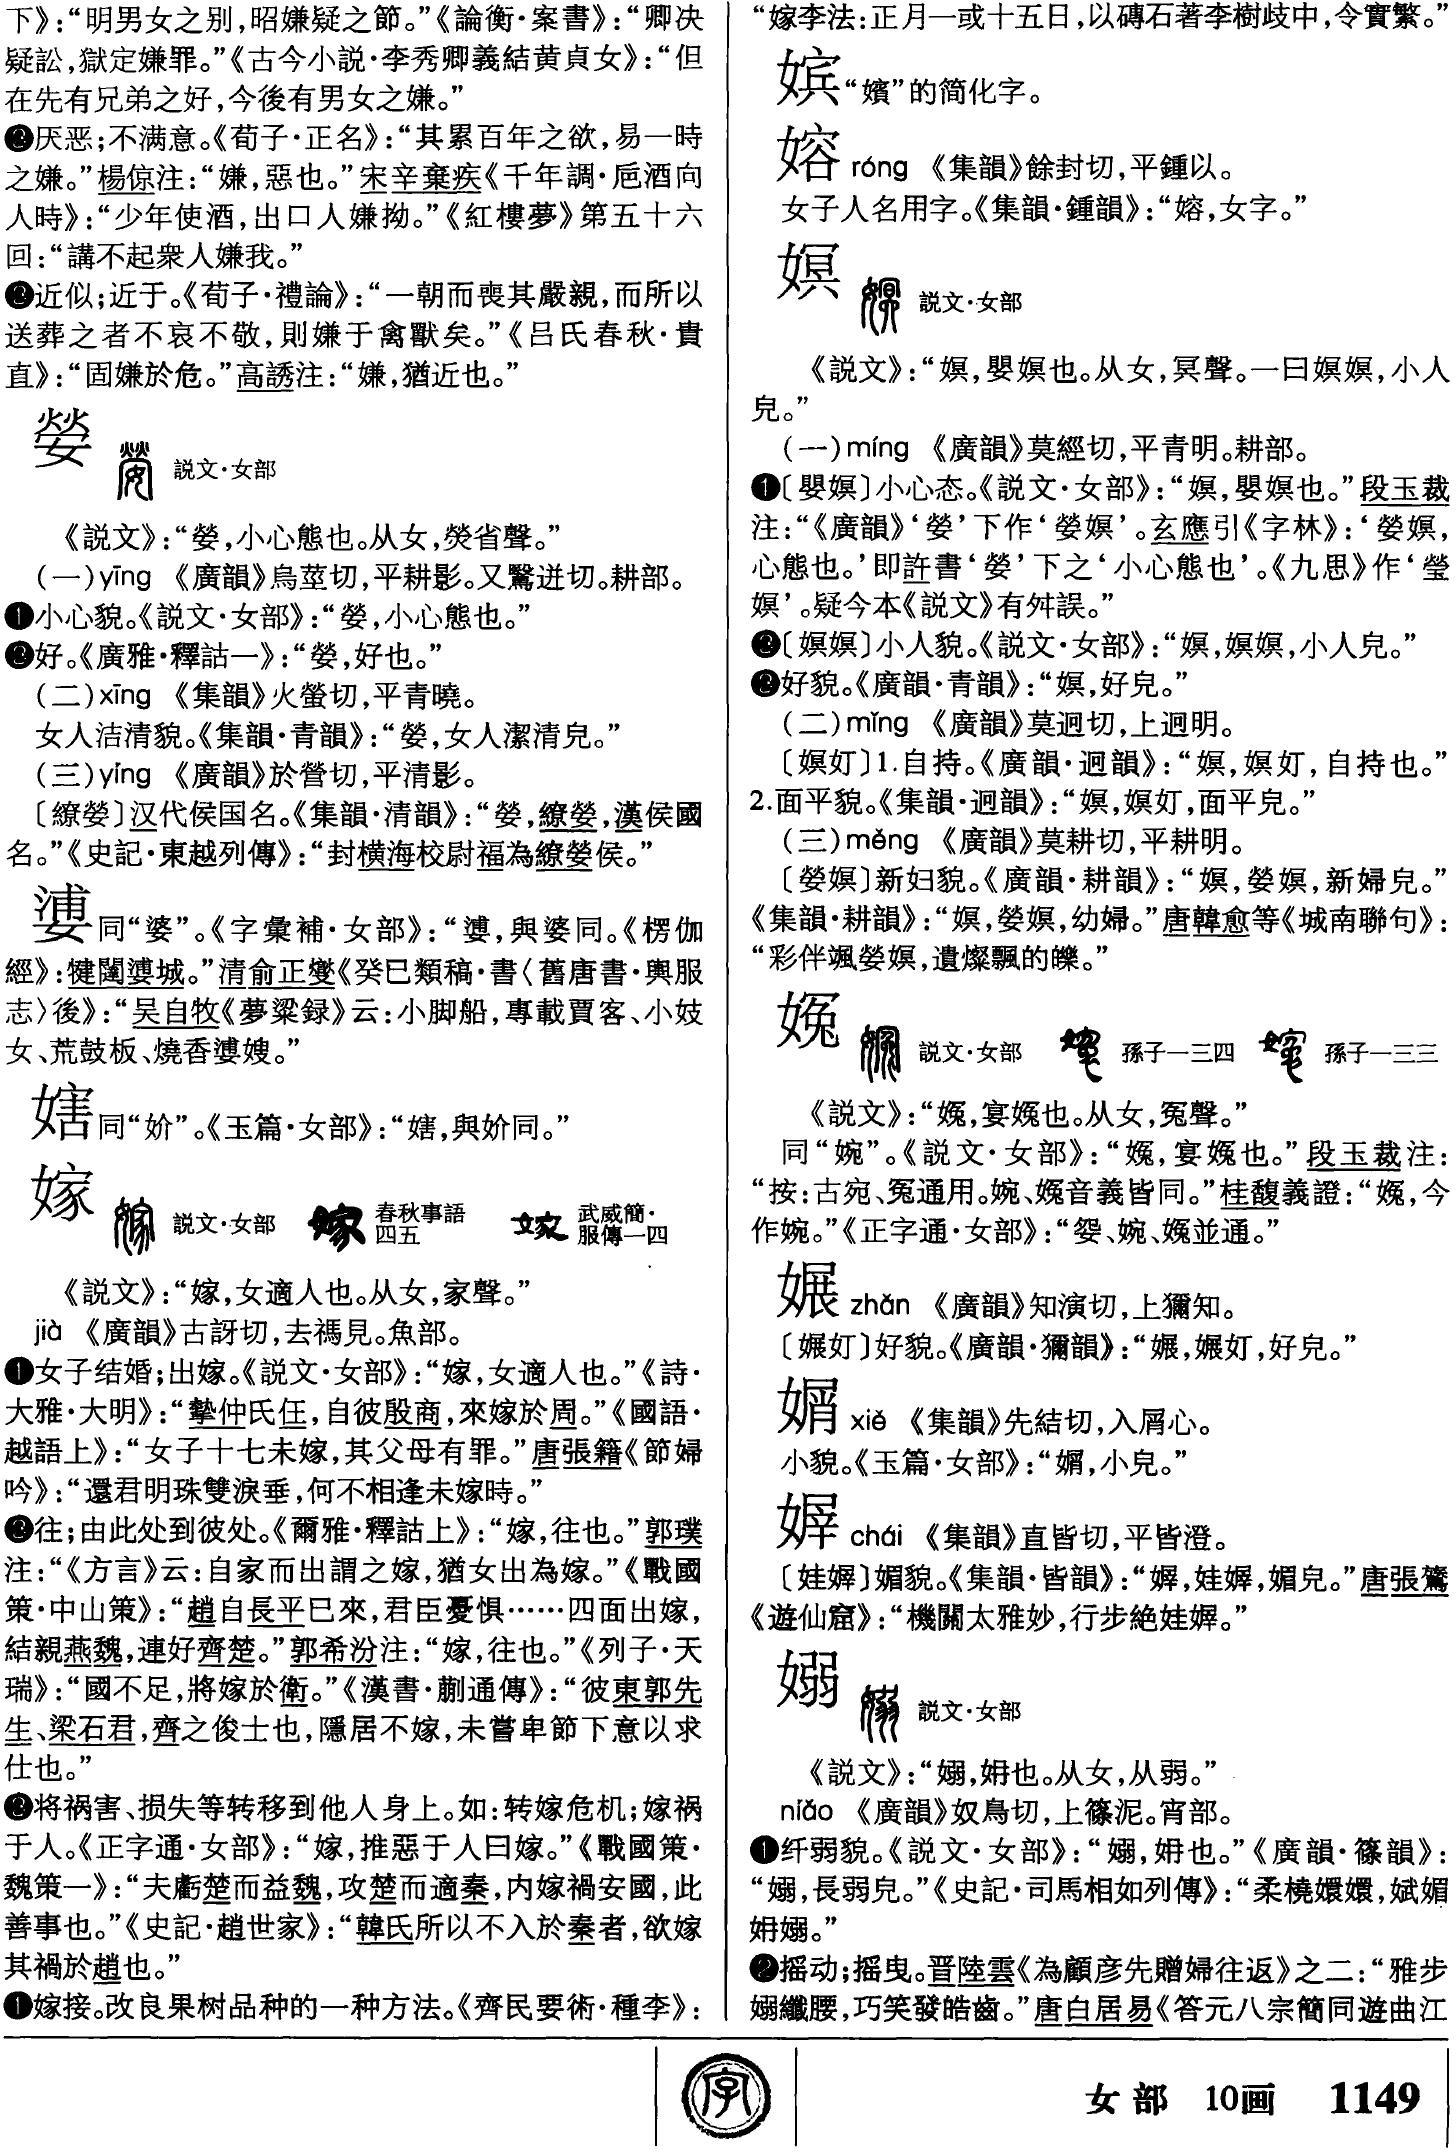 下》：“明男女之别，昭嫌疑之節。”《論衡·案書》：“卿决
疑訟，獄定嫌罪。”《古今小説·李秀卿義結黄貞女》：“但
在先有兄弟之好，今後有男女之嫌。”
❷厌恶；不满意。《荀子·正名》：“其累百年之欲，易一時
之嫌。”楊倞注：“嫌，惡也。”宋辛棄疾《千年調·巵酒向
人時》：“少年使酒，出口人嫌拗。”《紅樓夢》第五十六
回：“講不起衆人嫌我。”
近似；近于。《荀子·禮論》：“一朝而喪其嚴親，而所以
送葬之者不哀不敬，則嫌于禽獸矣。”《吕氏春秋·貴
直》：“固嫌於危。”高誘注：“嫌，猶近也。”
嫈 説文·女部
《説文》：“嫈，小心態也。从女，熒省聲。”
（一）yīng 《廣韻》烏莖切，平耕影。又鷖迸切。耕部。
❶小心貌。《説文·女部》：“嫈，小心態也。”
❷好。《廣雅·釋詁一》：“嫈，好也。”
（二）xīng 《集韻》火螢切，平青曉。
女人洁清貌。《集韻·青韻》：“嫈，女人潔清皃。”
（三）yíng 《廣韻》於營切，平清影。
〔繚嫈〕汉代侯国名。《集韻·清韻》：“嫈，繚嫈，漢侯國
名。”《史記·東越列傳》：“封横海校尉福為繚嫈侯。”
媻同“婆”。《字彙補·女部》：“媻，與婆同。《楞伽
經》：犍闥媻城。”清俞正燮《癸巳類稿·書〈舊唐書·輿服
志〉後》：“吴自牧《夢粱録》云：小脚船，專載賈客、小妓
女、荒鼓板、燒香媻嫂。”
㛿同“妎”。《玉篇·女部》：“㛿，與妎同。”
嫁 説文·女部 春秋事語四五 武威簡·服傳一四
《説文》：“嫁，女適人也。从女，家聲。”
jià 《廣韻》古訝切，去禡見。魚部。
❶女子结婚；出嫁。《説文·女部》：“嫁，女適人也。”《詩·
大雅·大明》：“摯仲氏任，自彼殷商，來嫁於周。”《國語·
越語上》：“女子十七未嫁，其父母有罪。”唐張籍《節婦
吟》：“還君明珠雙淚垂，何不相逢未嫁時。”
❷往；由此处到彼处。《爾雅·釋詁上》：“嫁，往也。”郭璞
注：“《方言》云：自家而出謂之嫁，猶女出為嫁。”《戰國
策·中山策》：“趙自長平已來，君臣憂惧……四面出嫁，
結親燕魏，連好齊楚。”郭希汾注：“嫁，往也。”《列子·天
瑞》：“國不足，將嫁於衛。”《漢書·蒯通傳》：“彼東郭先
生、梁石君，齊之俊士也，隱居不嫁，未嘗卑節下意以求
仕也。”
将祸害、损失等转移到他人身上。如：转嫁危机；嫁祸
于人。《正字通·女部》：“嫁，推惡于人曰嫁。”《戰國策·
魏策一》：“夫虧楚而益魏，攻楚而適秦，内嫁禍安國，此
善事也。”《史記·趙世家》：“韓氏所以不入於秦者，欲嫁
其禍於趙也。”
嫁接。改良果树品种的一种方法。《齊民要術·種李》：
“嫁李法：正月一或十五日，以磚石著李樹歧中，令實繁。”
嫔“嬪”的简化字。
嫆 róng 《集韻》餘封切，平鍾以。
女子人名用字。《集韻·鍾韻》：“嫆，女字。”
嫇 説文·女部
《説文》：“嫇，嬰嫇也。从女，冥聲。一曰嫇嫇，小人
皃。”
（一）míng 《廣韻》莫經切，平青明。耕部。
❶〔嬰嫇〕小心态。《説文·女部》：“嫇，嬰嫇也。”段玉裁
注：“《廣韻》‘嫈’下作‘嫈嫇’。玄應引《字林》：‘嫈嫇，
心態也。’即許書‘嫈’下之‘小心態也’。《九思》作‘瑩
嫇’。疑今本《説文》有舛誤。”
❷〔嫇嫇〕小人貌。《説文·女部》：“嫇，嫇嫇，小人皃。”
好貌。《廣韻·青韻》：“嫇，好皃。”
（二）mǐng 《廣韻》莫迥切，上迥明。
〔嫇奵〕1.自持。《廣韻·迥韻》：“嫇，嫇奵，自持也。”
2.面平貌。《集韻·迥韻》：“嫇，嫇奵，面平皃。”
（三）měng 《廣韻》莫耕切，平耕明。
〔嫈嫇〕新妇貌。《廣韻·耕韻》：“嫇，嫈嫇，新婦皃。”
《集韻·耕韻》：“嫇，嫈嫇，幼婦。”唐韓愈等《城南聯句》：
“彩伴颯嫈嫇，遺燦飄的皪。”
㜶 説文·女部 孫子一三四 孫子一三三
《説文》：“㜶，宴㜶也。从女，冤聲。”
同“婉”。《説文·女部》：“㜶，宴㜶也。”段玉裁注：
“按：古宛、冤通用。婉、㜶音義皆同。”桂馥義證：“㜶，今
作婉。”《正字通·女部》：“妴、婉、㜶並通。”
㜊 zhǎn 《廣韻》知演切，上獮知。
〔㜊奵〕好貌。《廣韻·獮韻》：“㜊，㜊奵，好皃。”
㨝 xiè 《集韻》先結切，入屑心。
小貌。《玉篇·女部》：“，小皃。”
chái 《集韻》直皆切，平皆澄。
〔娃〕媚貌。《集韻·皆韻》：“，娃，媚皃。”唐張鷟
《遊仙窟》：“機關太雅妙，行步絶娃。”
嫋 説文·女部
《説文》：“嫋，姌也。从女，从弱。”
niǎo 《廣韻》奴鳥切，上篠泥。宵部。
❶纤弱貌。《説文·女部》：“嫋，姌也。”《廣韻·篠韻》：
“嫋，長弱皃。”《史記·司馬相如列傳》：“柔橈嬛嬛，娬媚
姌嫋。”
❷摇动；摇曳。晋陸雲《為顧彦先贈婦往返》之二：“雅步
嫋纖腰，巧笑發皓齒。”唐白居易《答元八宗簡同遊曲江
字
女部 10画 1149